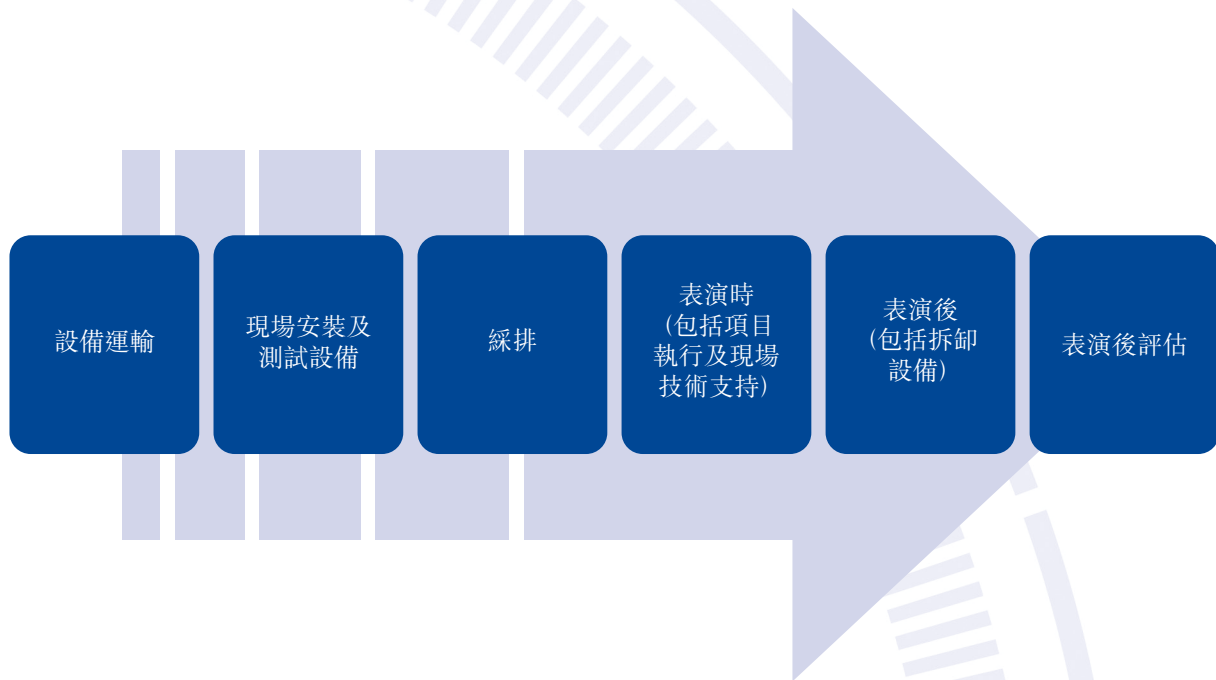 設備運輸
現場安裝及
測試設備
綵排
表演時
(包括項目
執行及現場
技術支持)
表演後
(包括拆卸
設備)
表演後評估